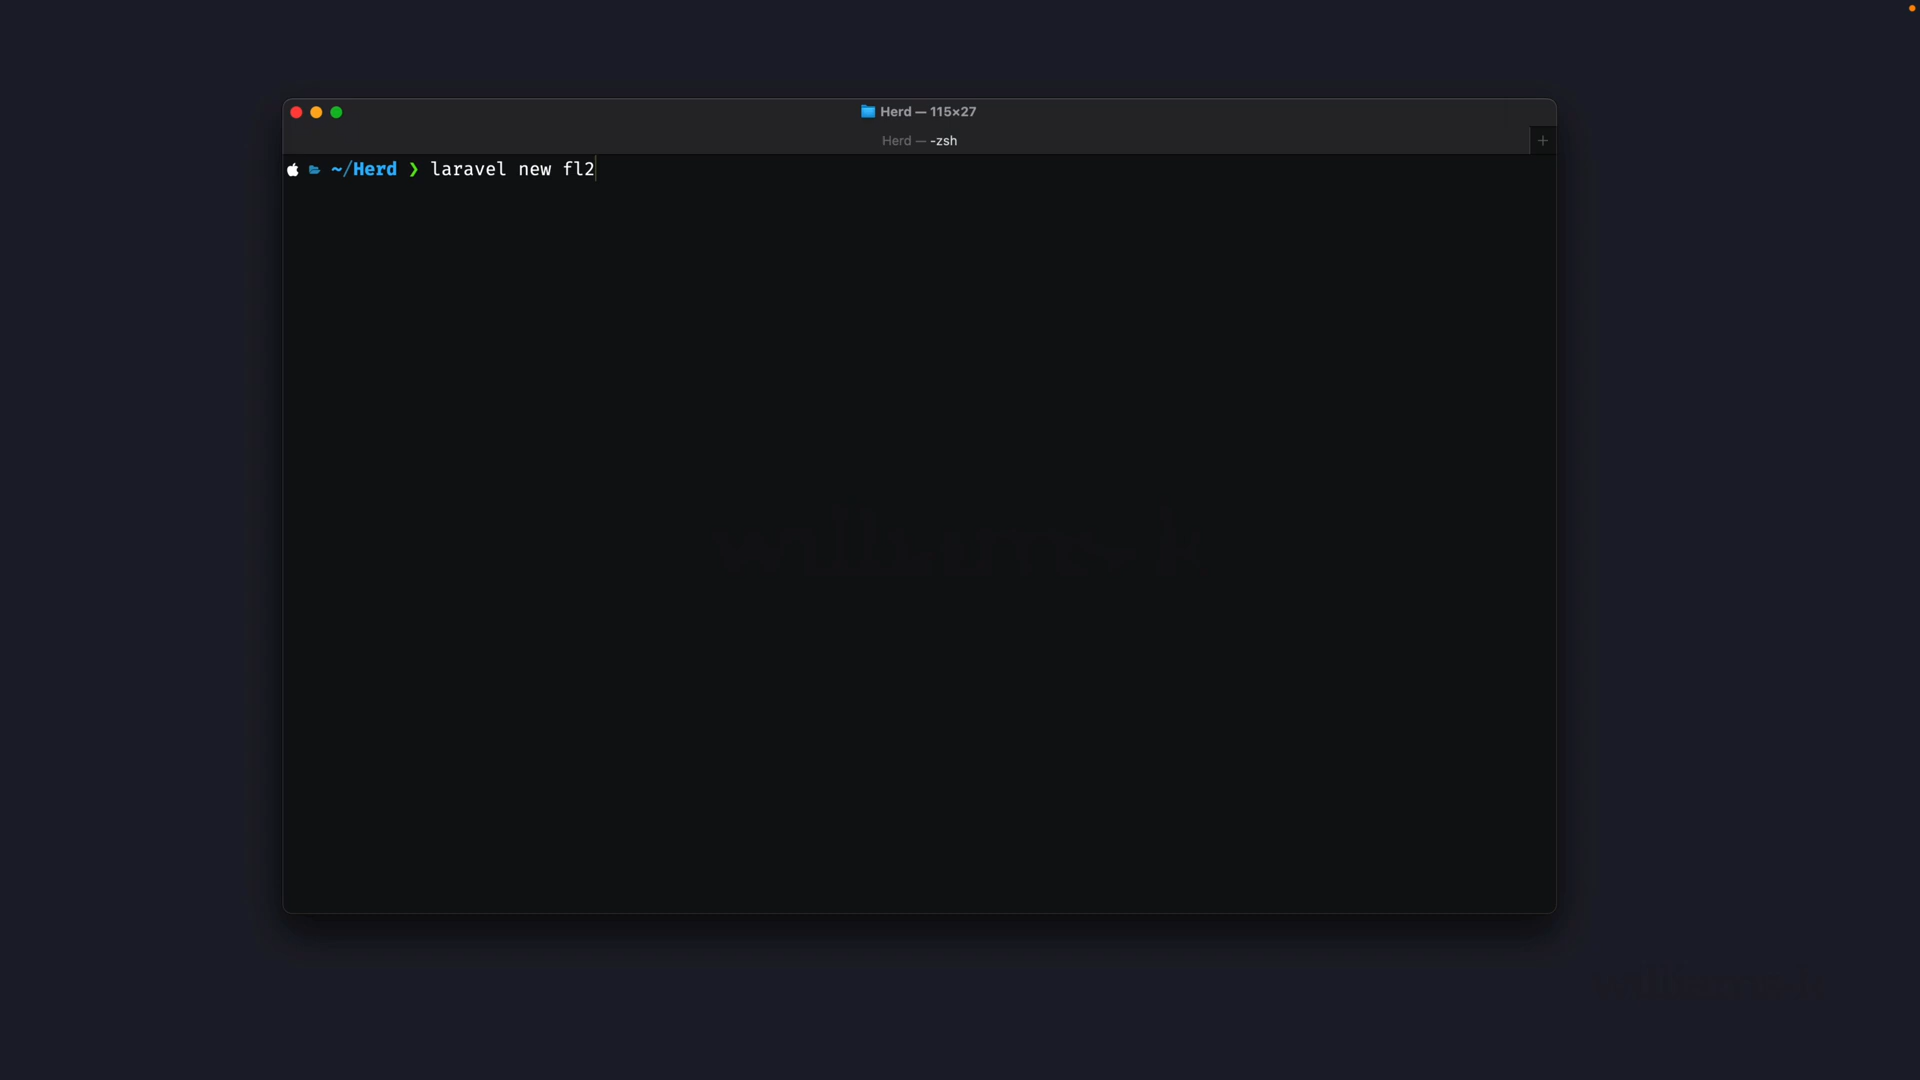 Herd — 115×27
Herd — -zsh
~/Herd ❯ laravel new fl2